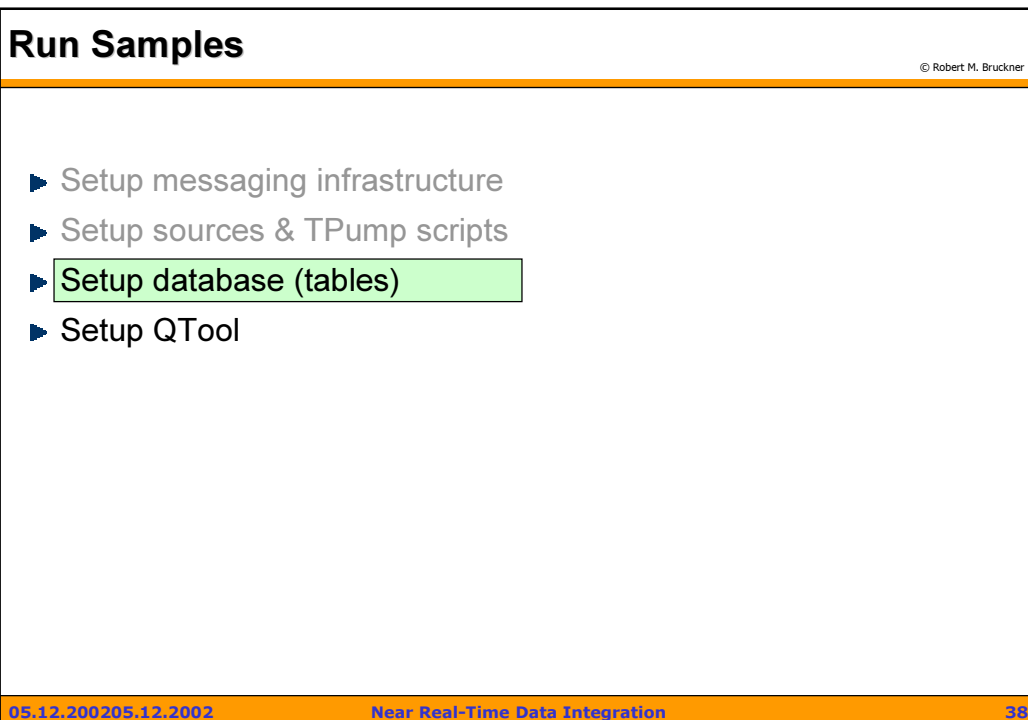 Run Samples
© Robert M. Bruckner
Setup messaging infrastructure
Setup sources & TPump scripts
Setup database (tables)
Setup QTool
05.12.200205.12.2002 Near Real-Time Data Integration 38